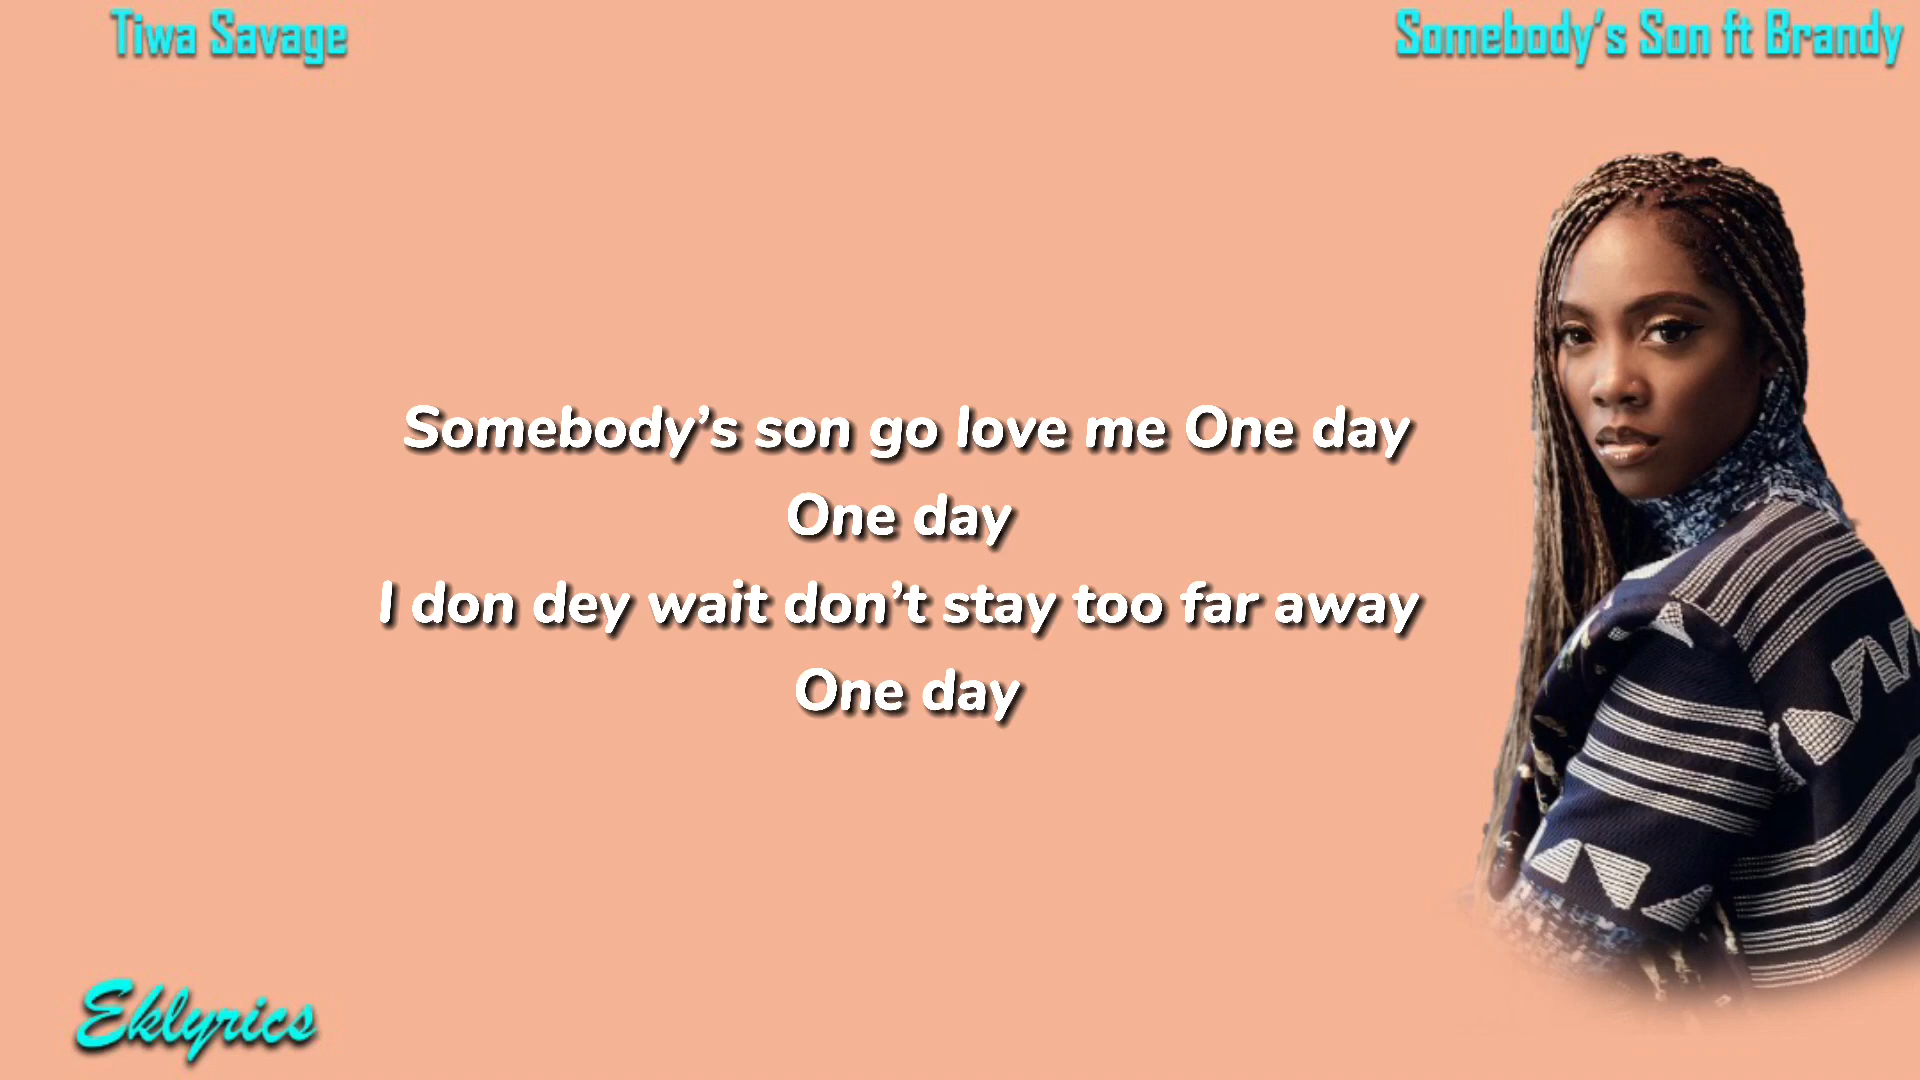 Tiwa Savage
Somebody's Son ft Brandy
Somebody’s son go love me One day
One day
I don dey wait don’t stay too far away
One day
Eklyrics